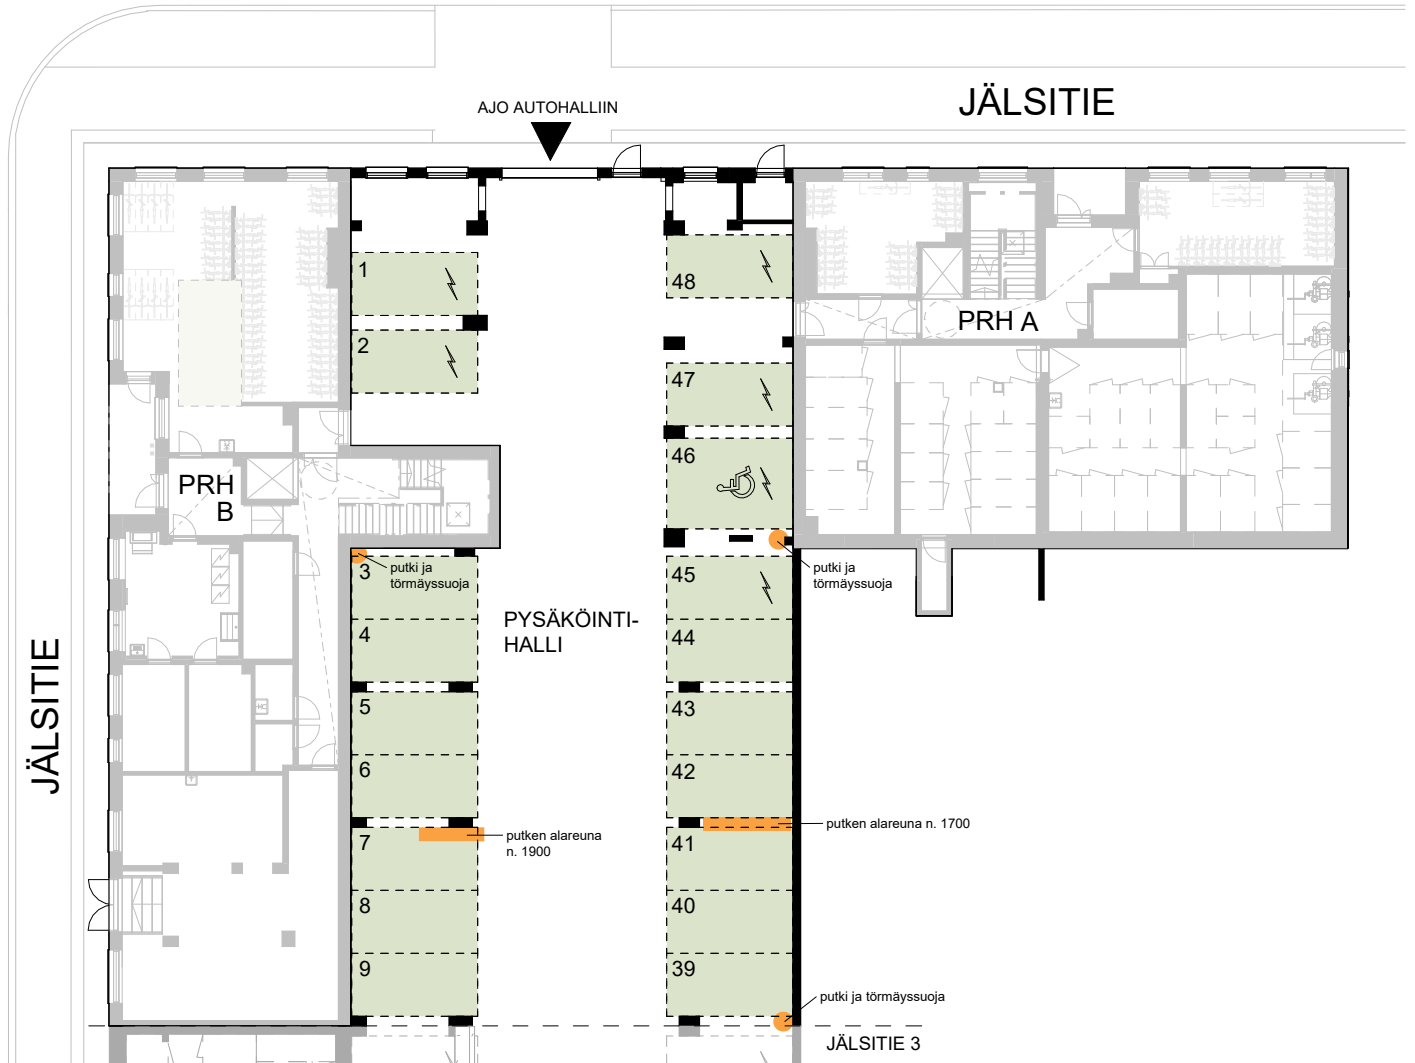 JÄLSITIE
AJO AUTOHALLIIN
1
48
2
PRH A
47
46
PRH
B
3
putki ja
törmäyssuoja
putki ja
törmäyssuoja
45
PYSÄKÖINTI-
HALLI
4
44
JÄLSITIE
5
43
6
42
putken alareuna
n. 1900
putken alareuna n. 1700
7
41
8
40
9
39
putki ja törmäyssuoja
JÄLSITIE 3